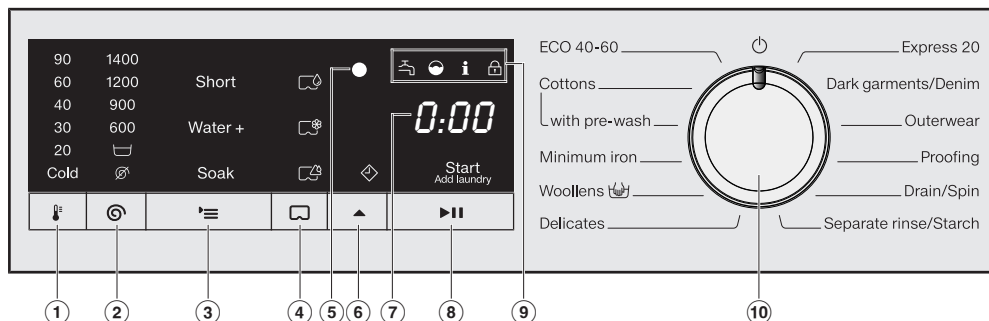 90 1400
60 1200 Short
40 900
30 600 Water +
20
Cold Soak
0:00
Start
Add laundry
ECO 40-60
Cottons
with pre-wash
Minimum iron
Woollens
Delicates
Express 20
Dark garments/Denim
Outerwear
Proofing
Drain/Spin
Separate rinse/Starch
1 2 3 4 5 6 7 8 9 10